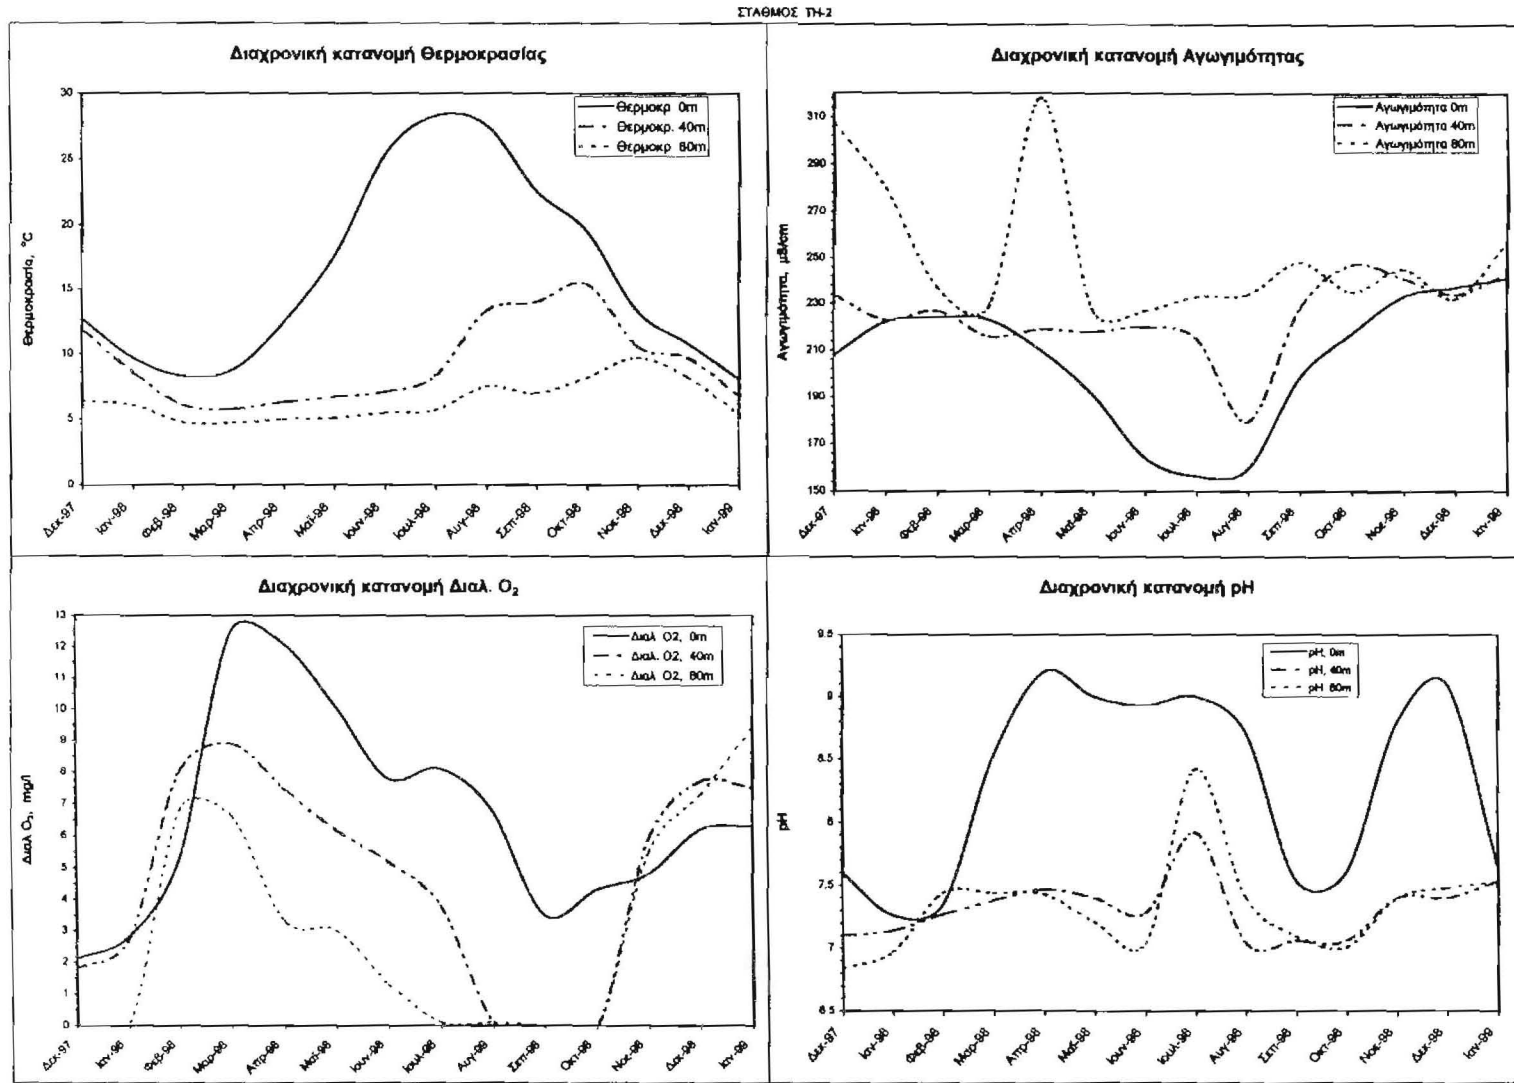 ΣΤΑΘΜΟΣ ΤΗ-2
Διαχρονική κατανομή Θερμοκρασίας
Θερμοκρασία, °C
30
25
20
15
10
5
0
Θερμοκρ 0m
Θερμοκρ. 40m
Θερμοκρ 80m
Δεκ-97
Ιαν-98
Φεβ-98
Μαρ-98
Απρ-98
Μαϊ-98
Ιουν-98
Ιουλ-98
Αυγ-98
Σεπ-98
Οκτ-98
Νοε-98
Δεκ-98
Ιαν-99
Διαχρονική κατανομή Αγωγιμότητας
Αγωγιμότητα, μS/cm
310
290
270
250
230
210
190
170
150
Αγωγιμότητα 0m
Αγωγιμότητα 40m
Αγωγιμότητα 80m
Δεκ-97
Ιαν-98
Φεβ-98
Μαρ-98
Απρ-98
Μαϊ-98
Ιουν-98
Ιουλ-98
Αυγ-98
Σεπ-98
Οκτ-98
Νοε-98
Δεκ-98
Ιαν-99
Διαχρονική κατανομή Διαλ. O₂
Διαλ O₂, mg/l
13
12
11
10
9
8
7
6
5
4
3
2
1
0
Διαλ O2, 0m
Διαλ. O2, 40m
Διαλ O2, 80m
Δεκ-97
Ιαν-98
Φεβ-98
Μαρ-98
Απρ-98
Μαϊ-98
Ιουν-98
Ιουλ-98
Αυγ-98
Σεπ-98
Οκτ-98
Νοε-98
Δεκ-98
Ιαν-99
Διαχρονική κατανομή pH
pH
9.5
9
8.5
8
7.5
7
6.5
pH, 0m
pH, 40m
pH 80m
Δεκ-97
Ιαν-98
Φεβ-98
Μαρ-98
Απρ-98
Μαϊ-98
Ιουν-98
Ιουλ-98
Αυγ-98
Σεπ-98
Οκτ-98
Νοε-98
Δεκ-98
Ιαν-99